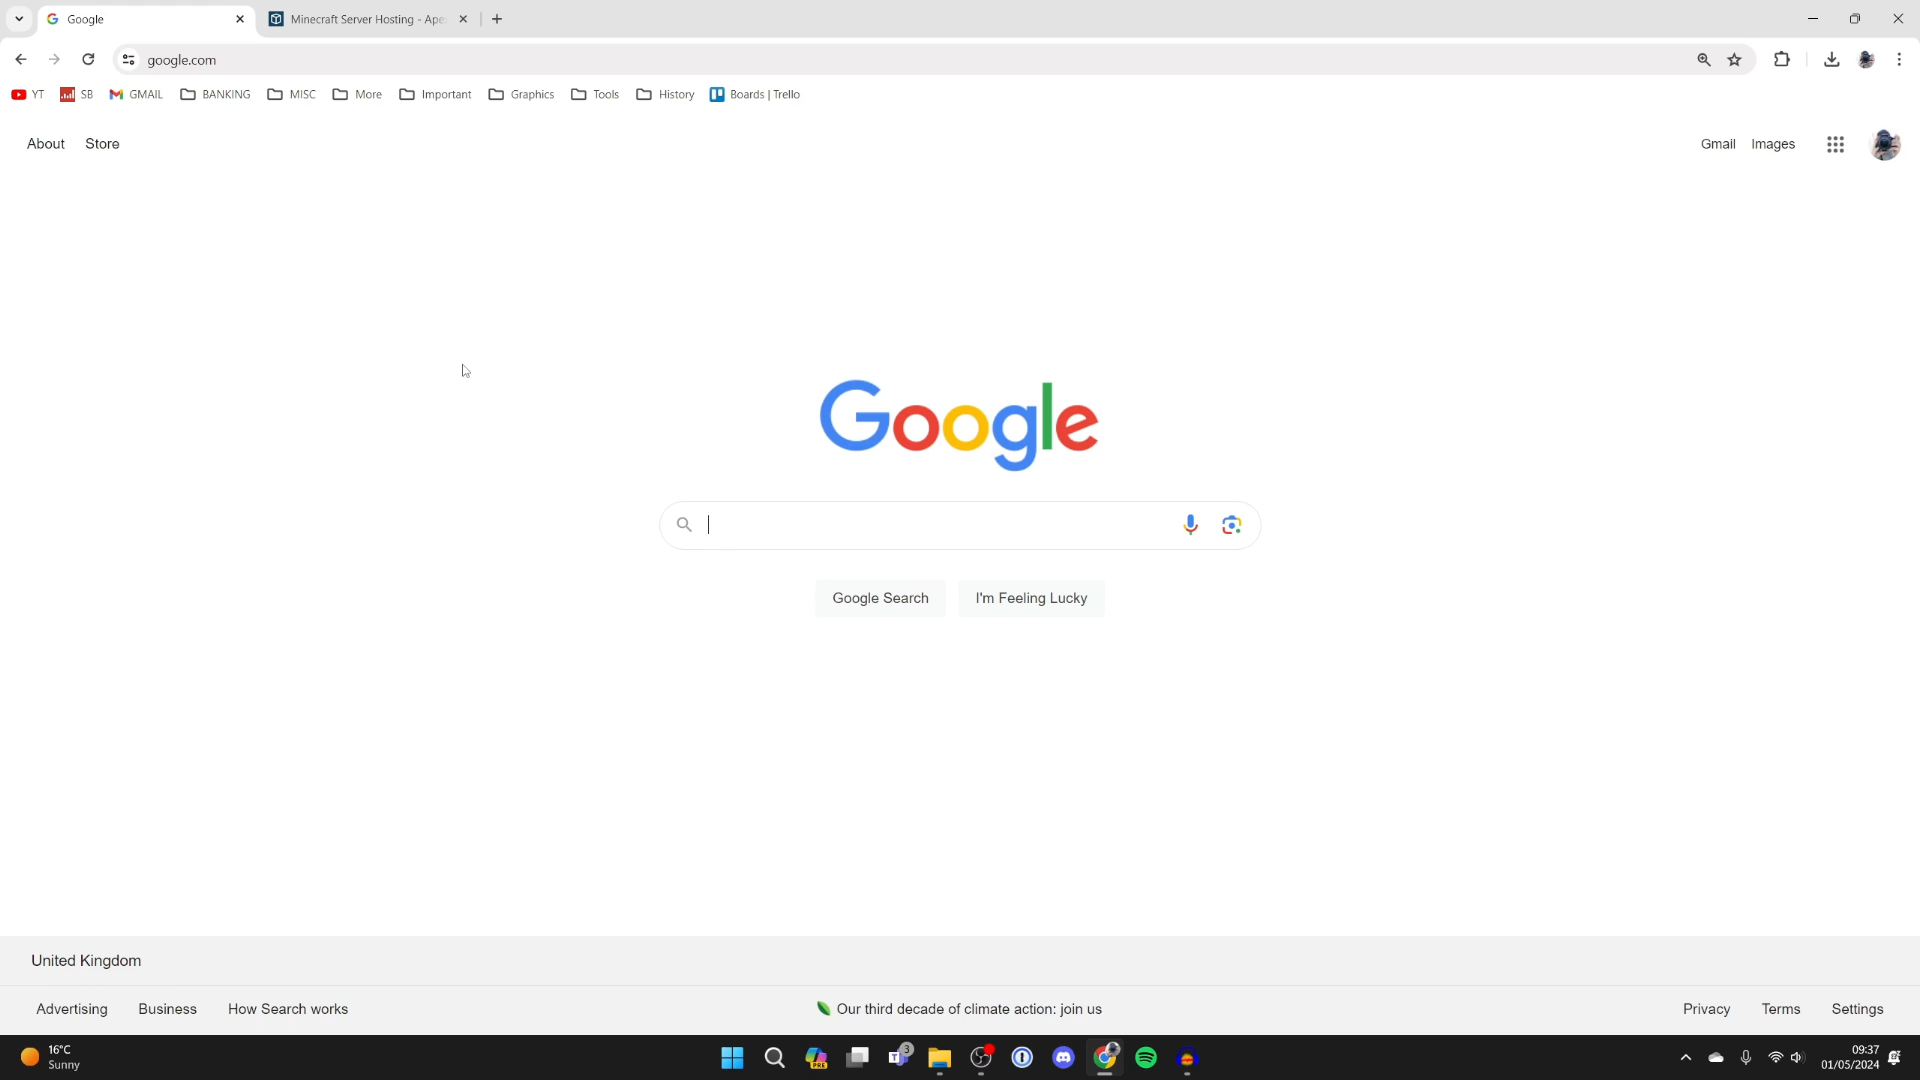 Google
Minecraft Server Hosting - Ape
google.com
YT
SB
GMAIL
BANKING
MISC
More
Important
Graphics
Tools
History
Boards | Trello
About
Store
Gmail
Images
Google
Google Search
I'm Feeling Lucky
United Kingdom
Advertising
Business
How Search works
Our third decade of climate action: join us
Privacy
Terms
Settings
16°C
Sunny
PRE
3
09:37
01/05/2024